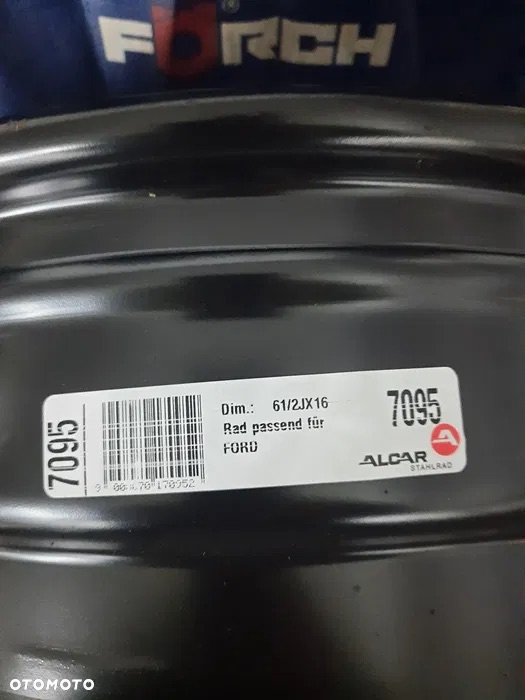 FÖRCH
®
7095
Dim.: 61/2JX16
Rad passend für
FORD
7095
ALCAR
STAHLRAD
OTOMOTO